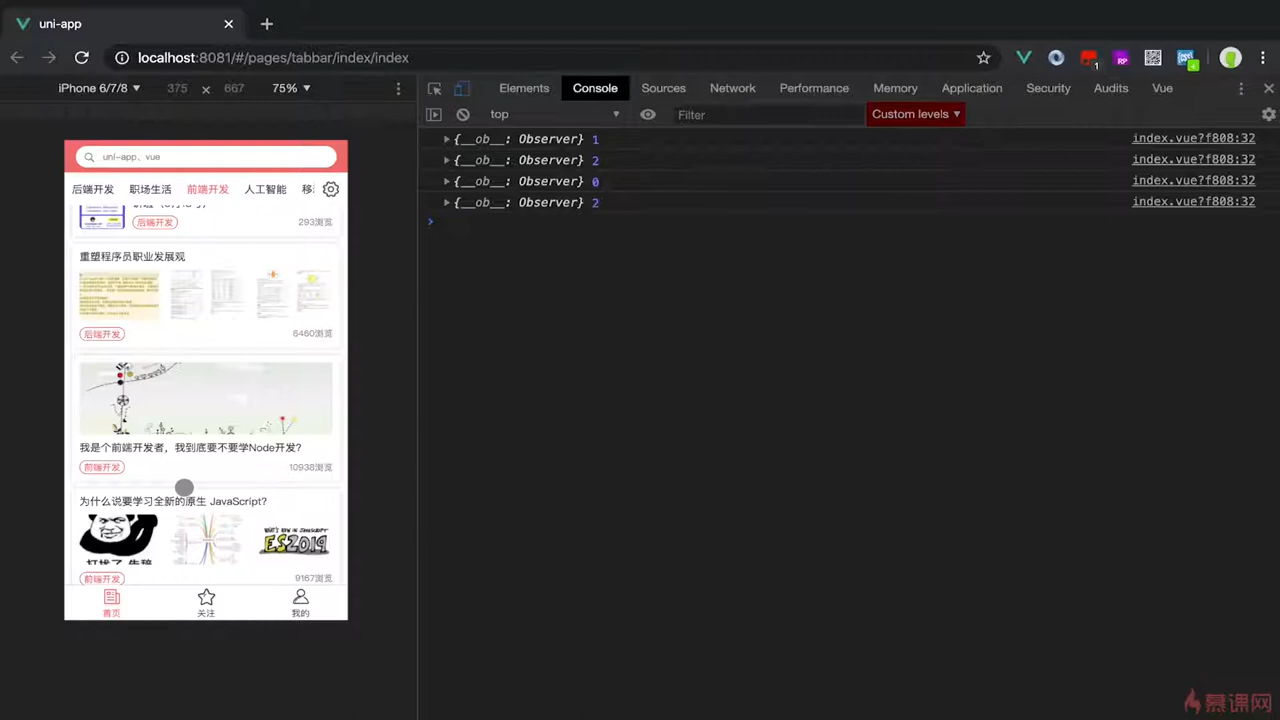 uni-app
localhost:8081/#/pages/tabbar/index/index
iPhone 6/7/8 ▼ 375 × 667 75% ▼
Elements Console Sources Network Performance Memory Application Security Audits Vue
top Filter Custom levels ▼
{__ob__: Observer} 1 index.vue?f808:32
{__ob__: Observer} 2 index.vue?f808:32
{__ob__: Observer} 0 index.vue?f808:32
{__ob__: Observer} 2 index.vue?f808:32
uni-app、vue
后端开发 职场生活 前端开发 人工智能 移
后端开发 293浏览
重塑程序员职业发展观
后端开发 6460浏览
我是个前端开发者，我到底要不要学Node开发?
前端开发 10938浏览
为什么说要学习全新的原生 JavaScript?
WHAT'S NEW IN JAVASCRIPT
ES2019
前端开发 9167浏览
首页 关注 我的
慕课网